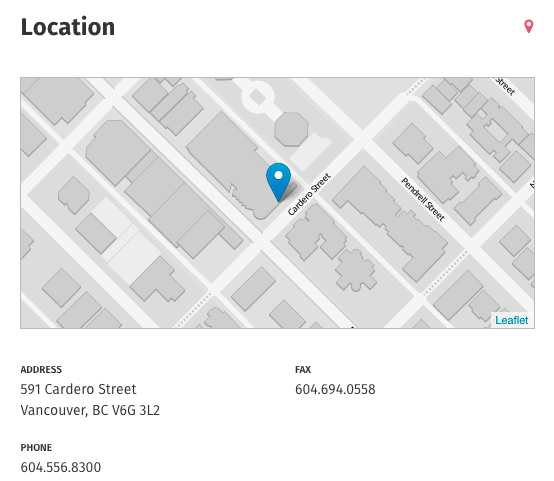 Location
Street
Cardero Street
Pendrell Street
Leaflet
ADDRESS
591 Cardero Street
Vancouver, BC V6G 3L2
FAX
604.694.0558
PHONE
604.556.8300